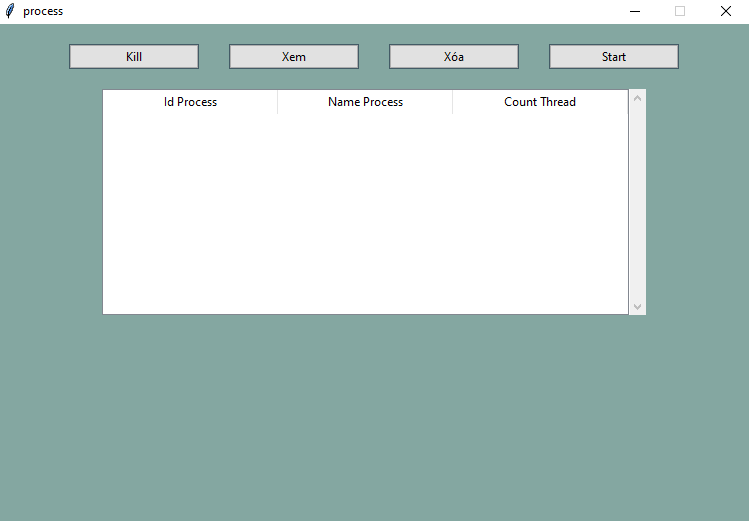 process
Kill Xem Xóa Start
Id Process Name Process Count Thread